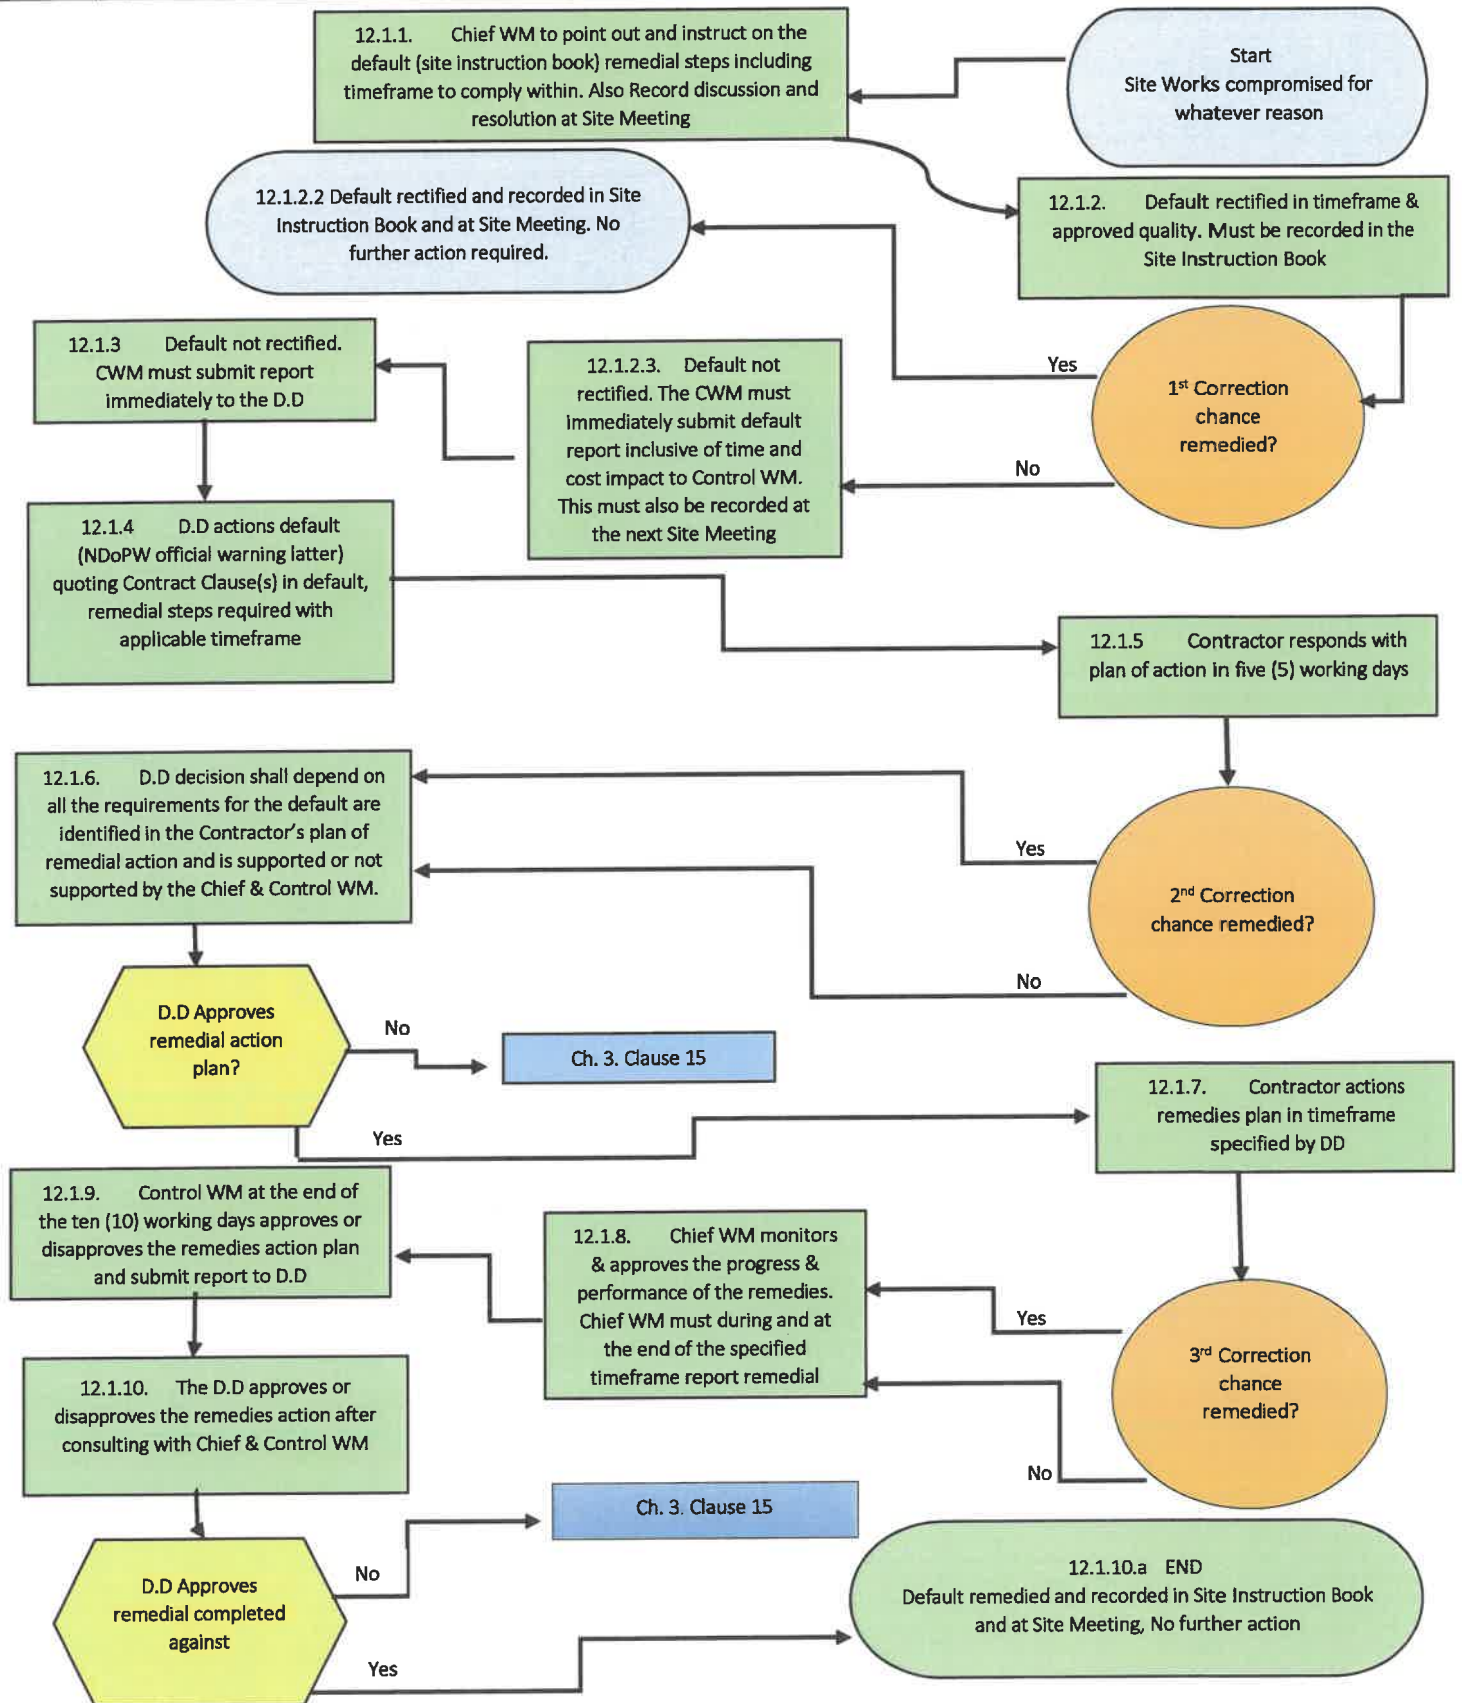 Start
Site Works compromised for
whatever reason
12.1.1. Chief WM to point out and instruct on the
default (site instruction book) remedial steps including
timeframe to comply within. Also Record discussion and
resolution at Site Meeting
12.1.2. Default rectified in timeframe &
approved quality. Must be recorded in the
Site Instruction Book
12.1.2.2 Default rectified and recorded in Site
Instruction Book and at Site Meeting. No
further action required.
1st Correction
chance
remedied?
Yes
No
12.1.2.3. Default not
rectified. The CWM must
immediately submit default
report inclusive of time and
cost impact to Control WM.
This must also be recorded at
the next Site Meeting
12.1.3 Default not rectified.
CWM must submit report
immediately to the D.D
12.1.4 D.D actions default
(NDoPW official warning latter)
quoting Contract Clause(s) in default,
remedial steps required with
applicable timeframe
12.1.5 Contractor responds with
plan of action in five (5) working days
2nd Correction
chance remedied?
Yes
No
12.1.6. D.D decision shall depend on
all the requirements for the default are
identified in the Contractor's plan of
remedial action and is supported or not
supported by the Chief & Control WM.
D.D Approves
remedial action
plan?
No
Ch. 3. Clause 15
Yes
12.1.7. Contractor actions
remedies plan in timeframe
specified by DD
3rd Correction
chance
remedied?
Yes
No
12.1.8. Chief WM monitors
& approves the progress &
performance of the remedies.
Chief WM must during and at
the end of the specified
timeframe report remedial
12.1.9. Control WM at the end of
the ten (10) working days approves or
disapproves the remedies action plan
and submit report to D.D
12.1.10. The D.D approves or
disapproves the remedies action after
consulting with Chief & Control WM
D.D Approves
remedial completed
against
No
Ch. 3. Clause 15
Yes
12.1.10.a END
Default remedied and recorded in Site Instruction Book
and at Site Meeting, No further action